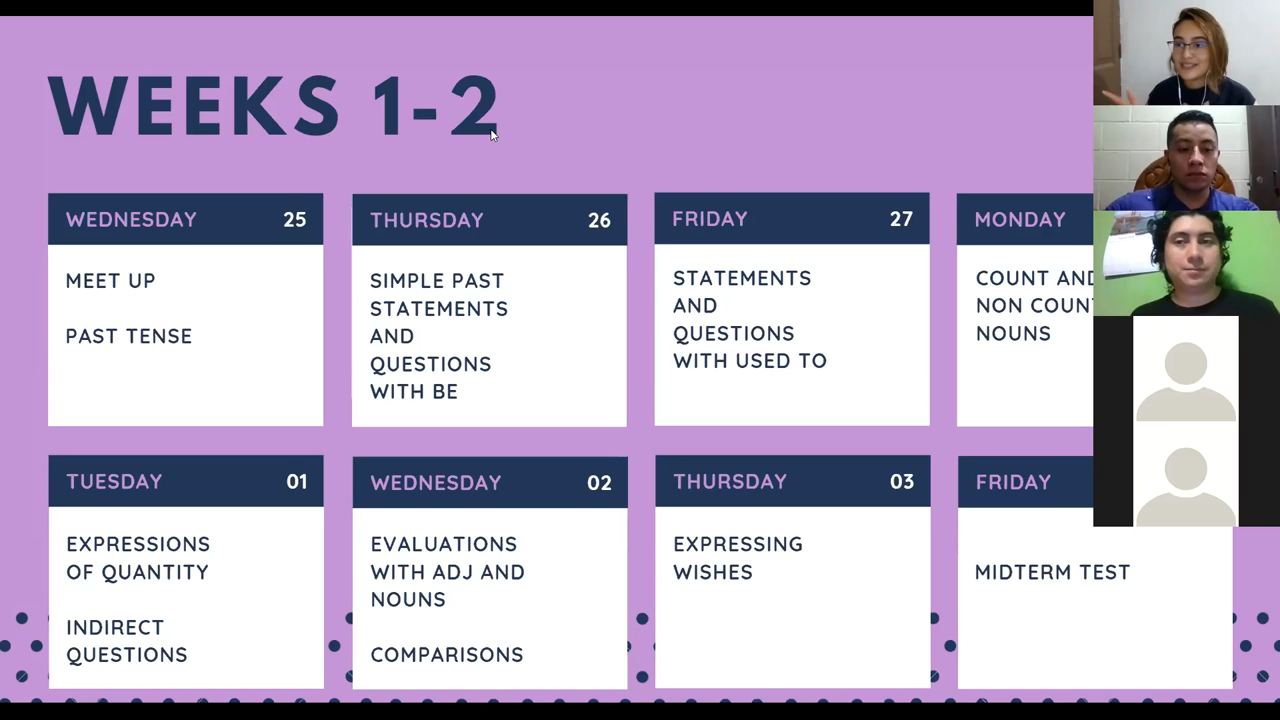 WEEKS 1-2
WEDNESDAY 25
MEET UP
PAST TENSE
THURSDAY 26
SIMPLE PAST
STATEMENTS
AND
QUESTIONS
WITH BE
FRIDAY 27
STATEMENTS
AND
QUESTIONS
WITH USED TO
MONDAY
COUNT AND
NON COUN
NOUNS
TUESDAY 01
EXPRESSIONS
OF QUANTITY
INDIRECT
QUESTIONS
WEDNESDAY 02
EVALUATIONS
WITH ADJ AND
NOUNS
COMPARISONS
THURSDAY 03
EXPRESSING
WISHES
FRIDAY
MIDTERM TEST